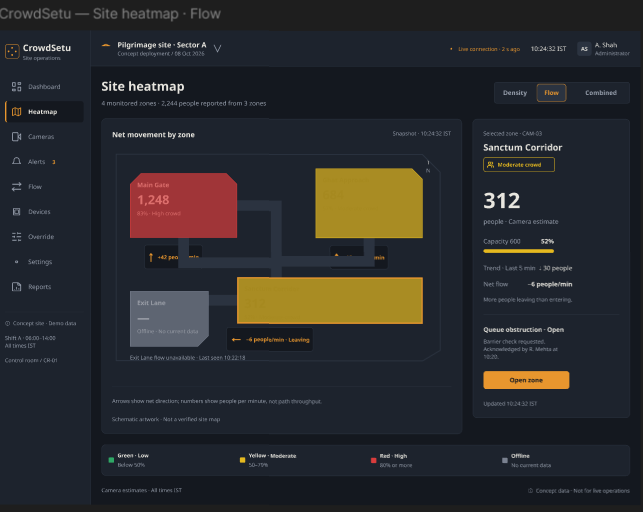 CrowdSetu — Site heatmap · Flow
CrowdSetu
Site operations
Dashboard
Heatmap
Cameras
Alerts 3
Flow
Devices
Override
Settings
Reports
Concept site · Demo data
Shift A · 06:00–14:00
All times IST
Control room / CR-01
Pilgrimage site · Sector A
Concept deployment / 08 Oct 2026
Live connection · 2 s ago
10:24:32 IST
AS
A. Shah
Administrator
Site heatmap
4 monitored zones · 2,244 people reported from 3 zones
Density
Flow
Combined
Net movement by zone
Snapshot · 10:24:32 IST
N
Main Gate
1,248
83% · High crowd
+42
Exit Lane
—
Offline · No current data
−6 people/min · Leaving
Exit Lane flow unavailable · Last seen 10:22:18
Arrows show net direction; numbers show people per minute, not path throughput.
Schematic artwork · Not a verified site map
Selected zone · CAM-03
Sanctum Corridor
Moderate crowd
312
people · Camera estimate
Capacity 600 52%
Trend · Last 5 min ↓ 30 people
Net flow −6 people/min
More people leaving than entering.
Queue obstruction · Open
Barrier check requested.
Acknowledged by R. Mehta at
10:20.
Open zone
Updated 10:24:32 IST
Green · Low
Below 50%
Yellow · Moderate
50–79%
Red · High
80% or more
Offline
No current data
Camera estimates · All times IST
Concept data · Not for live operations